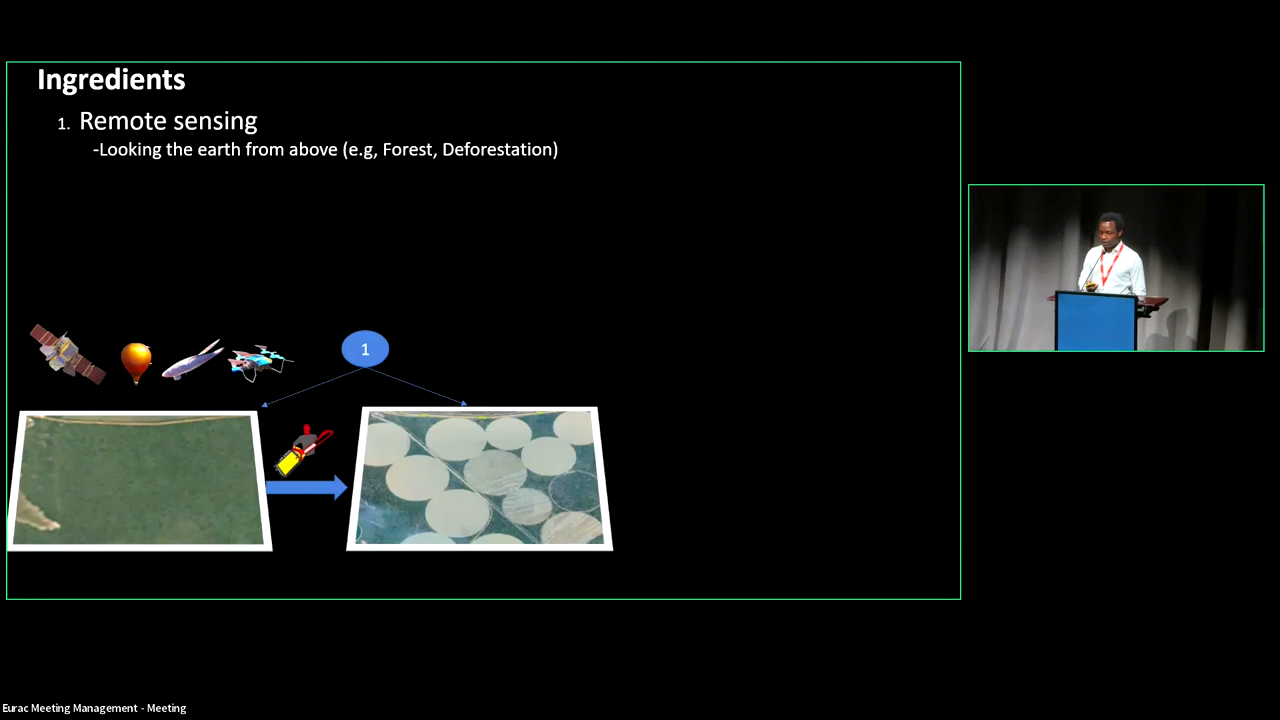 Ingredients
1. Remote sensing
-Looking the earth from above (e.g, Forest, Deforestation)
1
Eurac Meeting Management - Meeting